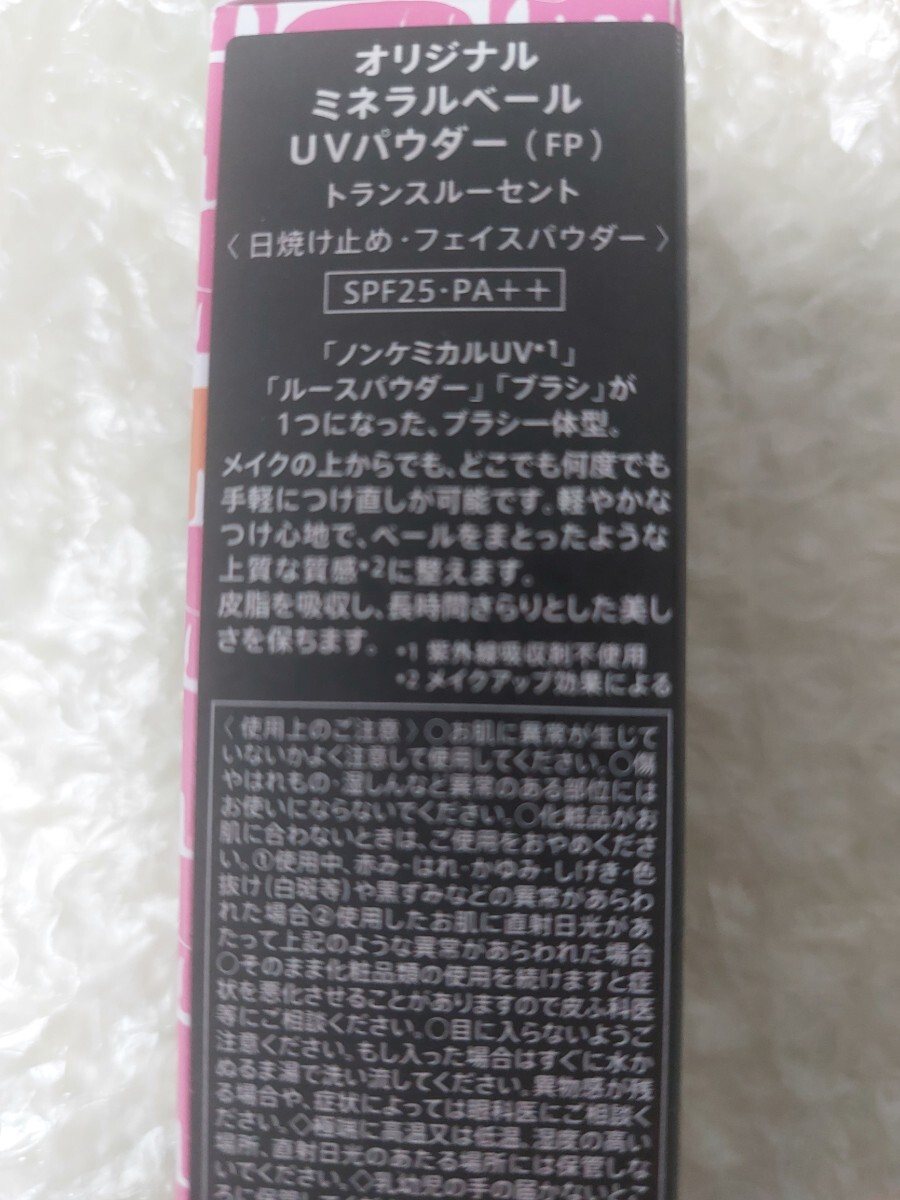 オリジナル
ミネラルベール
UVパウダー（FP）
トランスルーセント
〈日焼け止め・フェイスパウダー〉
SPF25・PA++
「ノンケミカルUV*1」
「ルースパウダー」「ブラシ」が
1つになった、ブラシ一体型。
メイクの上からでも、どこでも何度でも
手軽につけ直しが可能です。軽やかな
つけ心地で、ベールをまとったような
上質な質感*2に整えます。
皮脂を吸収し、長時間さらりとした美し
さを保ちます。
*1 紫外線吸収剤不使用
*2 メイクアップ効果による
〈使用上のご注意〉○お肌に異常が生じて
いないかよく注意して使用してください。○傷
やはれもの・湿しんなど異常のある部位には
お使いにならないでください。○化粧品がお
肌に合わないときは、ご使用をおやめくださ
い。①使用中、赤み・はれ・かゆみ・しげき・色
抜け（白斑等）や黒ずみなどの異常があらわ
れた場合②使用したお肌に直射日光があ
たって上記のような異常があらわれた場合
○そのまま化粧品類の使用を続けますと症
状を悪化させることがありますので皮ふ科医
等にご相談ください。○目に入らないようご
注意ください。もし入った場合はすぐに水か
ぬるま湯で洗い流してください。異物感が残
る場合や、症状によっては眼科医にご相談く
ださい。◇極端に高温又は低温、湿度の高い
場所、直射日光のあたる場所には保管しな
いでください。◇乳幼児の手の届かないとこ